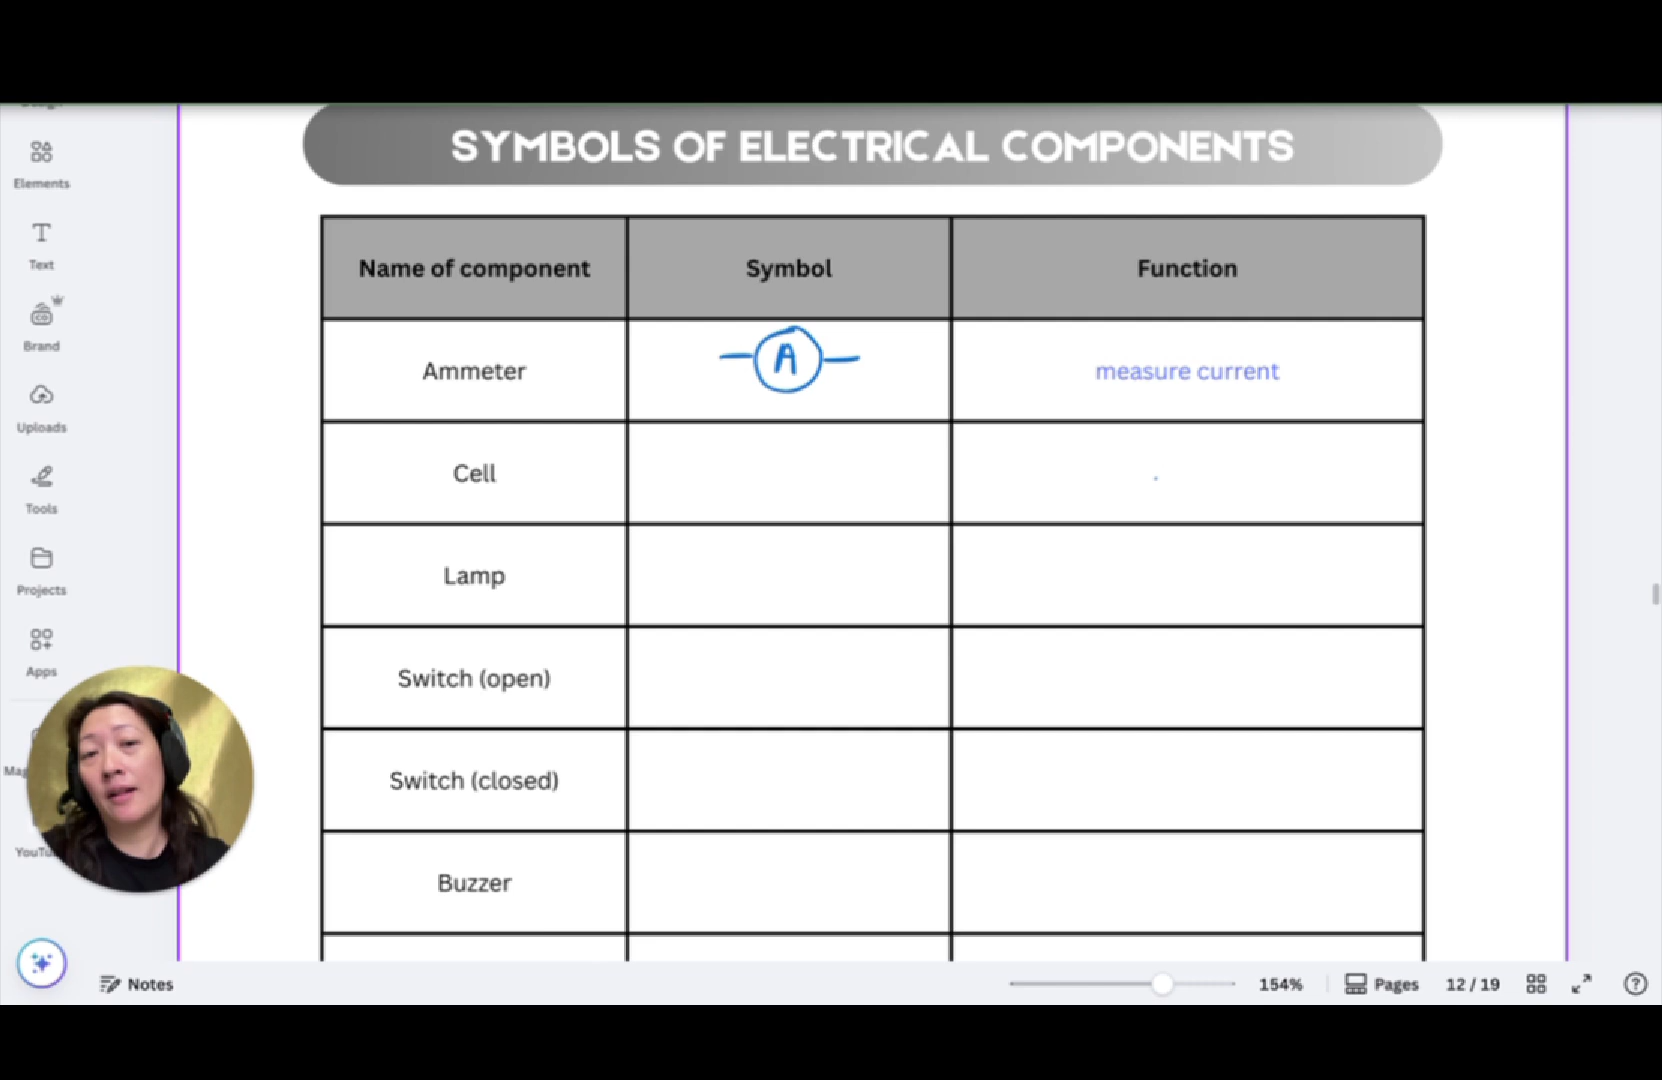 SYMBOLS OF ELECTRICAL COMPONENTS
Elements
Text
Brand
Uploads
Tools
Projects
Apps
Name of component Symbol Function
Ammeter A measure current
Cell
Lamp
Switch (open)
Switch (closed)
Buzzer
Notes
154%
Pages
12 / 19